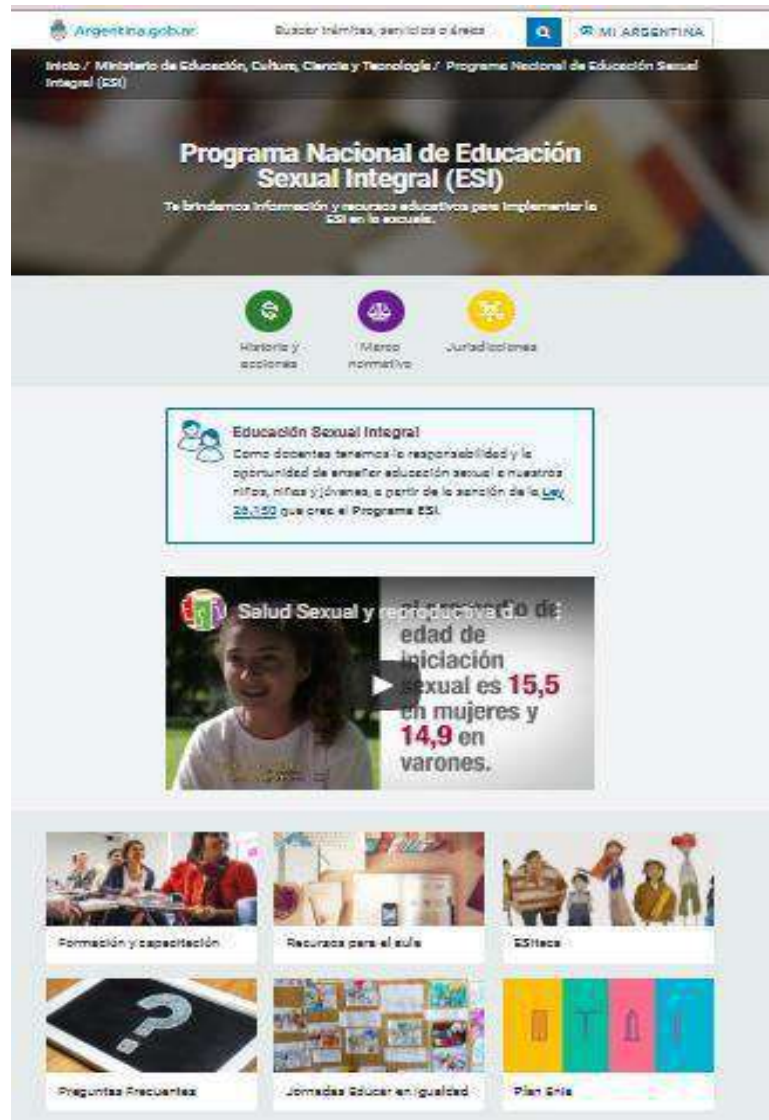 Argentina.gob.ar
Buscar trámites, servicios o áreas
MI ARGENTINA
Inicio / Ministerio de Educación, Cultura, Ciencia y Tecnología / Programa Nacional de Educación Sexual
Integral (ESI)
Programa Nacional de Educación
Sexual Integral (ESI)
Te brindamos información y recursos educativos para implementar la
ESI en la escuela.
Historia y
acciones
Marco
normativo
Jurisdicciones
Educación Sexual Integral
Como docentes tenemos la responsabilidad y la
oportunidad de enseñar educación sexual a nuestros
niños, niñas y jóvenes, a partir de la sanción de la Ley
26.150 que crea el Programa ESI.
Salud Sexual y reproductiva d...
el promedio de
edad de
iniciación
sexual es 15,5
en mujeres y
14,9 en
varones.
Formación y capacitación
Recursos para el aula
ESIteca
Preguntas Frecuentes
Jornadas Educar en Igualdad
Plan Enia